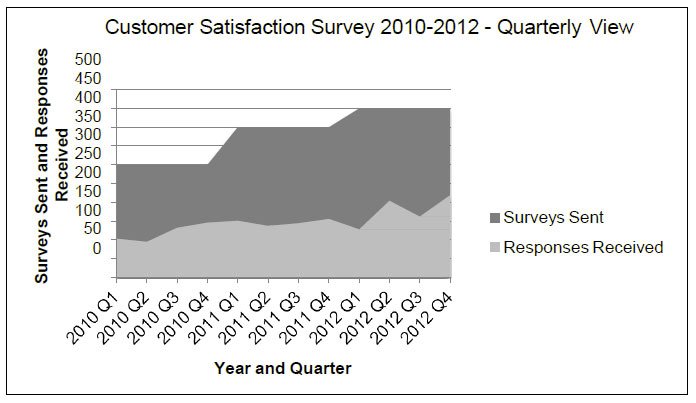 Customer Satisfaction Survey 2010-2012 - Quarterly View
Surveys Sent and Responses
Received
500
450
400
350
300
250
200
150
100
50
0
Surveys Sent
Responses Received
2010 Q1
2010 Q2
2010 Q3
2010 Q4
2011 Q1
2011 Q2
2011 Q3
2011 Q4
2012 Q1
2012 Q2
2012 Q3
2012 Q4
Year and Quarter